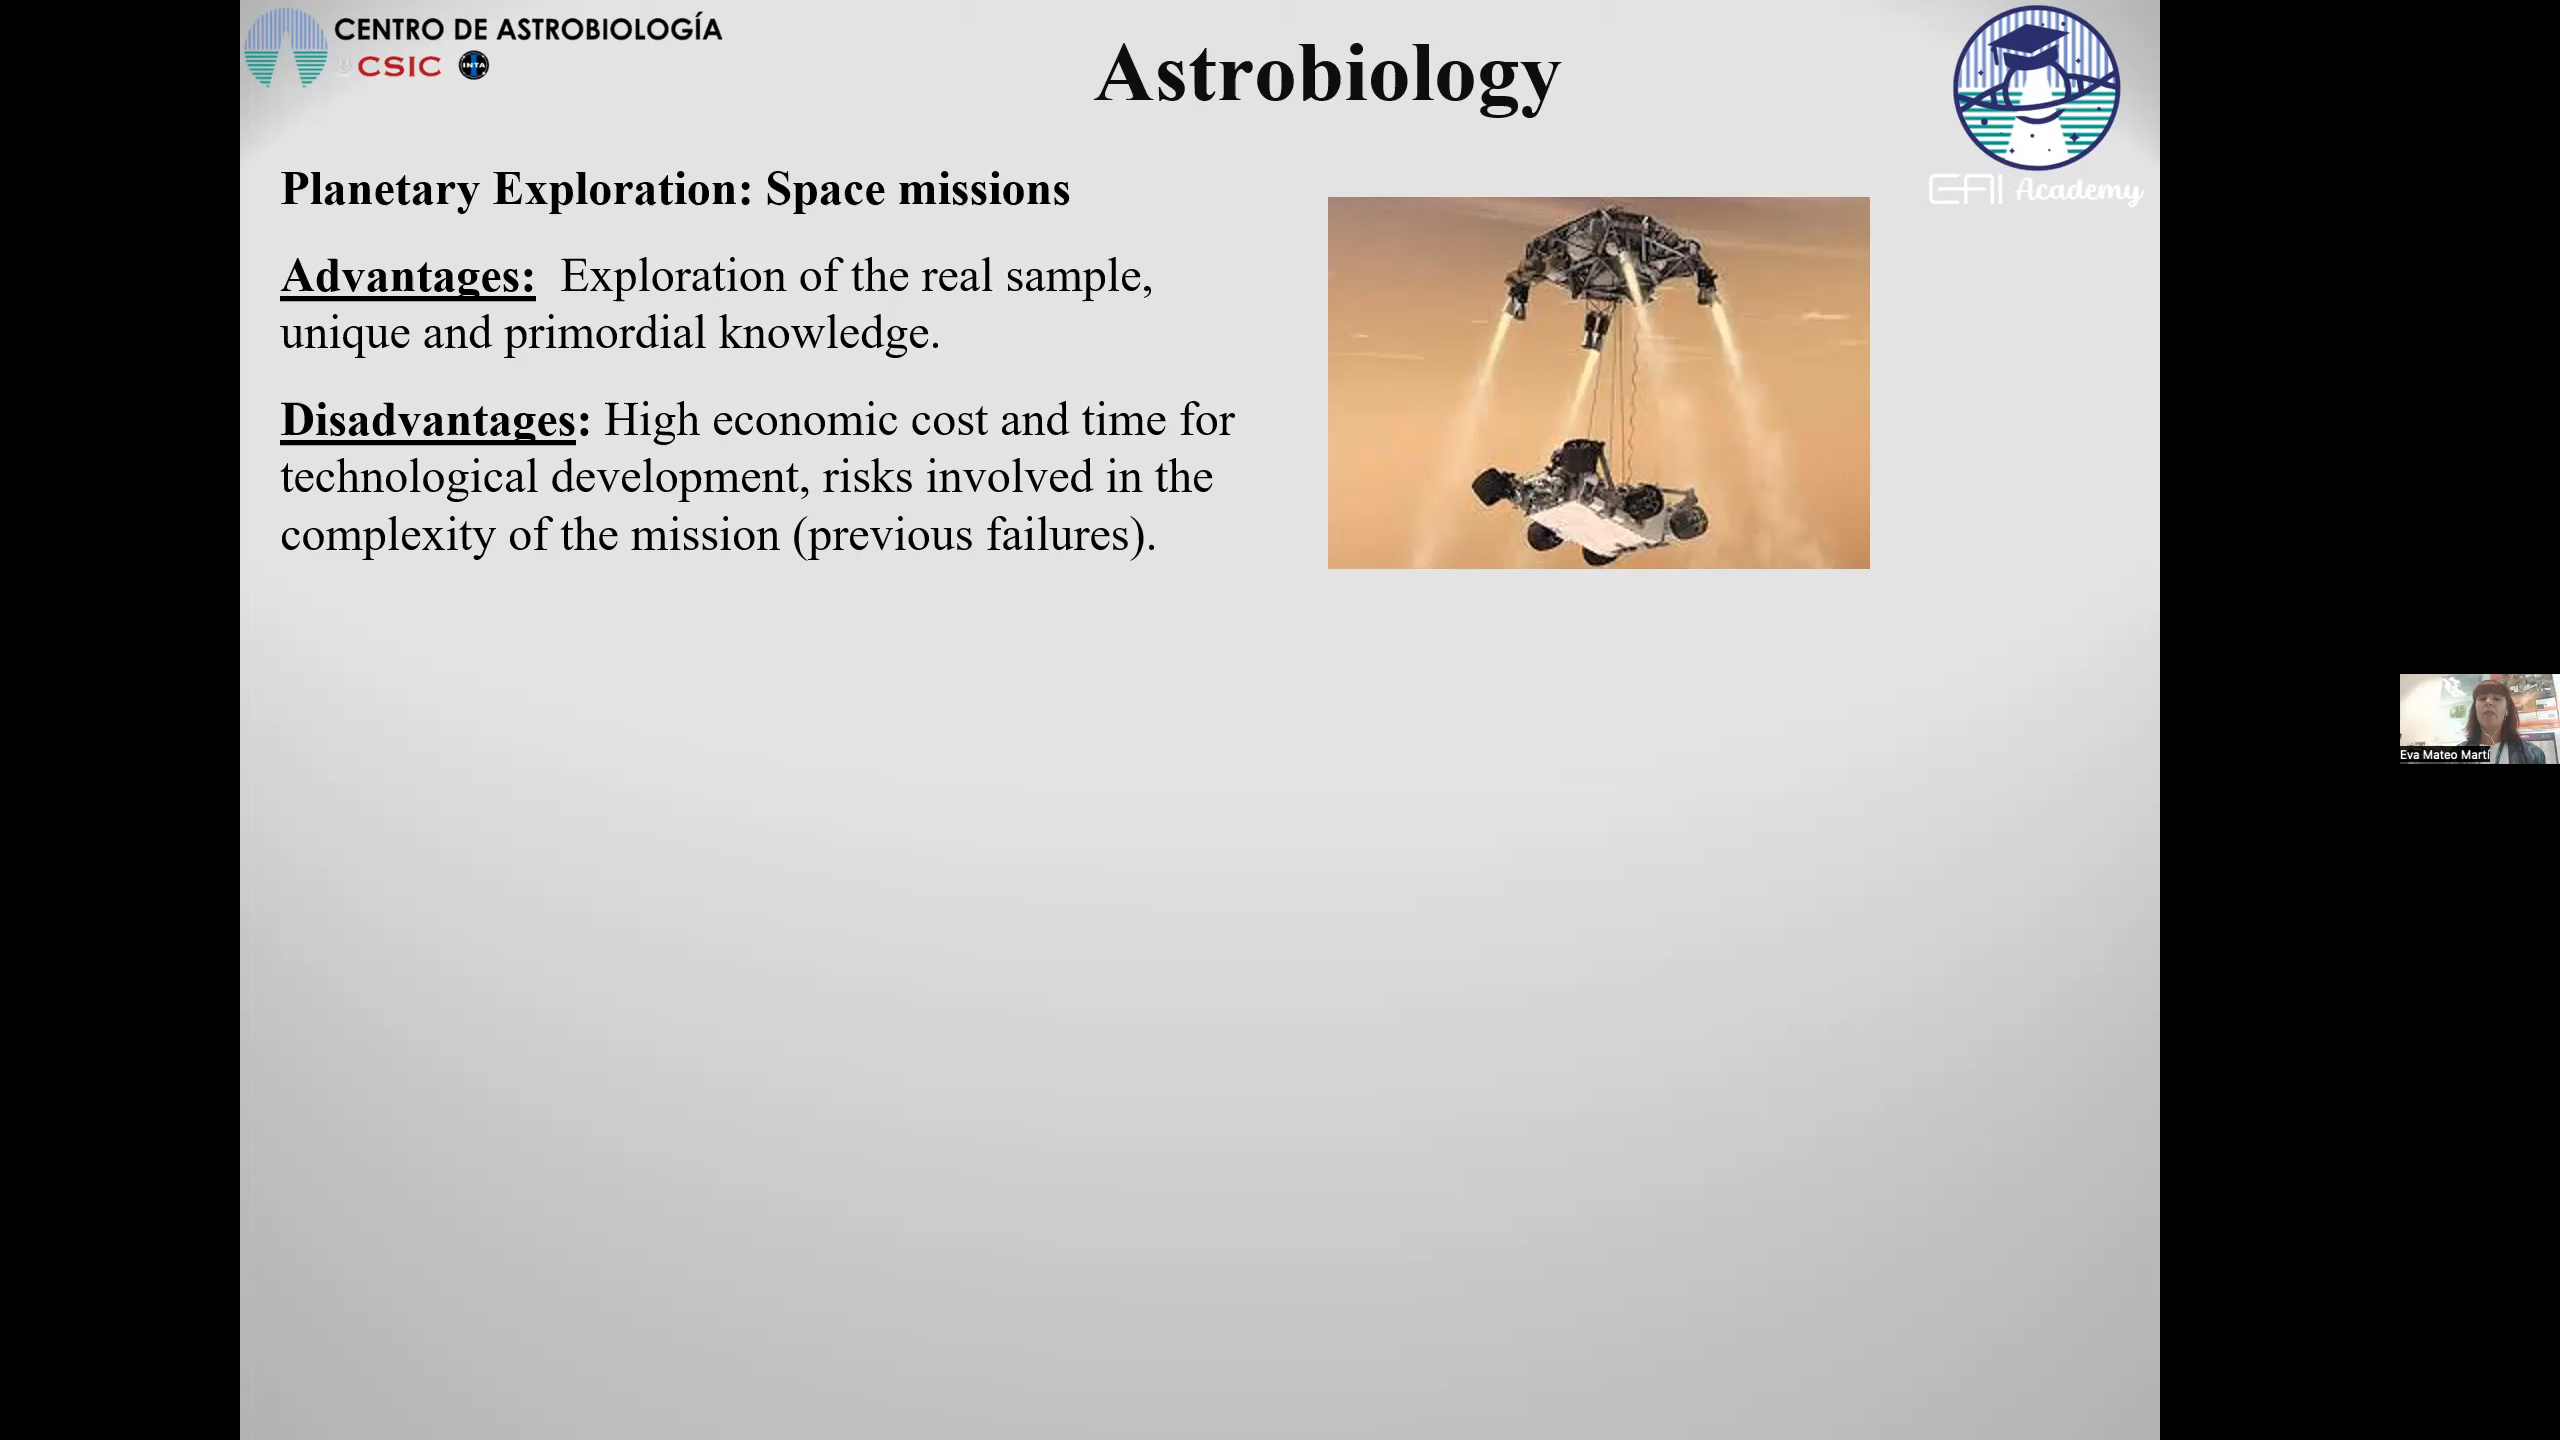 CENTRO DE ASTROBIOLOGÍA
CSIC INTA
Astrobiology
EAI Academy
Planetary Exploration: Space missions
Advantages: Exploration of the real sample,
unique and primordial knowledge.
Disadvantages: High economic cost and time for
technological development, risks involved in the
complexity of the mission (previous failures).
Eva Mateo Martí